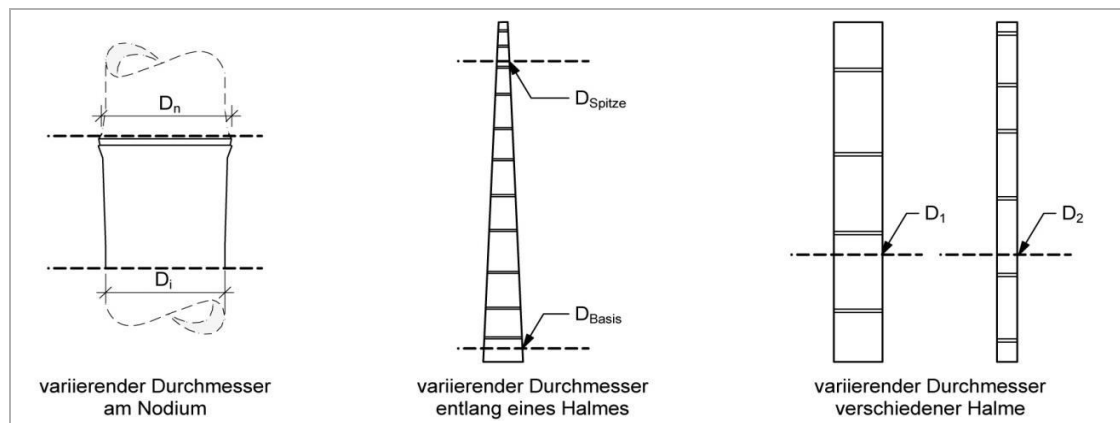 Dn
Di
variierender Durchmesser
am Nodium
DSpitze
DBasis
variierender Durchmesser
entlang eines Halmes
D1
D2
variierender Durchmesser
verschiedener Halme